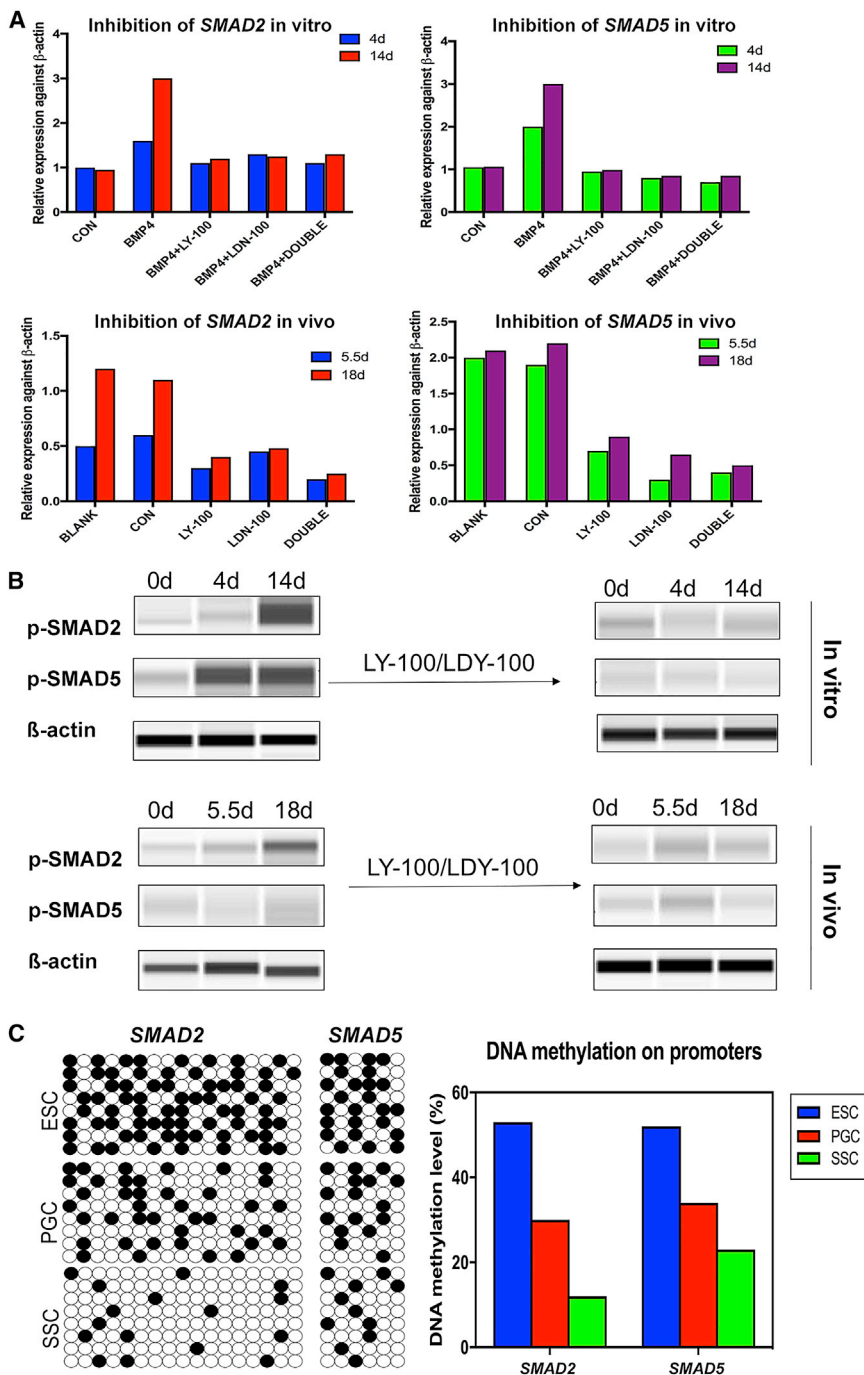 A
Inhibition of SMAD2 in vitro
Relative expression against β-actin
4
3
2
1
0
4d
14d
CON
BMP4
BMP4+LY-100
BMP4+LDN-100
BMP4+DOUBLE
Inhibition of SMAD5 in vitro
Relative expression against β-actin
4
3
2
1
0
4d
14d
CON
BMP4
BMP4+LY-100
BMP4+LDN-100
BMP4+DOUBLE
Inhibition of SMAD2 in vivo
Relative expression against β-actin
1.5
1.0
0.5
0.0
5.5d
18d
BLANK
CON
LY-100
LDN-100
DOUBLE
Inhibition of SMAD5 in vivo
Relative expression against β-actin
2.5
2.0
1.5
1.0
0.5
0.0
5.5d
18d
BLANK
CON
LY-100
LDN-100
DOUBLE
B
0d 4d 14d
p-SMAD2
p-SMAD5
ß-actin
LY-100/LDY-100
0d 4d 14d
In vitro
0d 5.5d 18d
p-SMAD2
p-SMAD5
ß-actin
LY-100/LDY-100
0d 5.5d 18d
In vivo
C
SMAD2 SMAD5
ESC
PGC
SSC
DNA methylation on promoters
DNA methylation level (%)
60
40
20
0
SMAD2 SMAD5
ESC
PGC
SSC